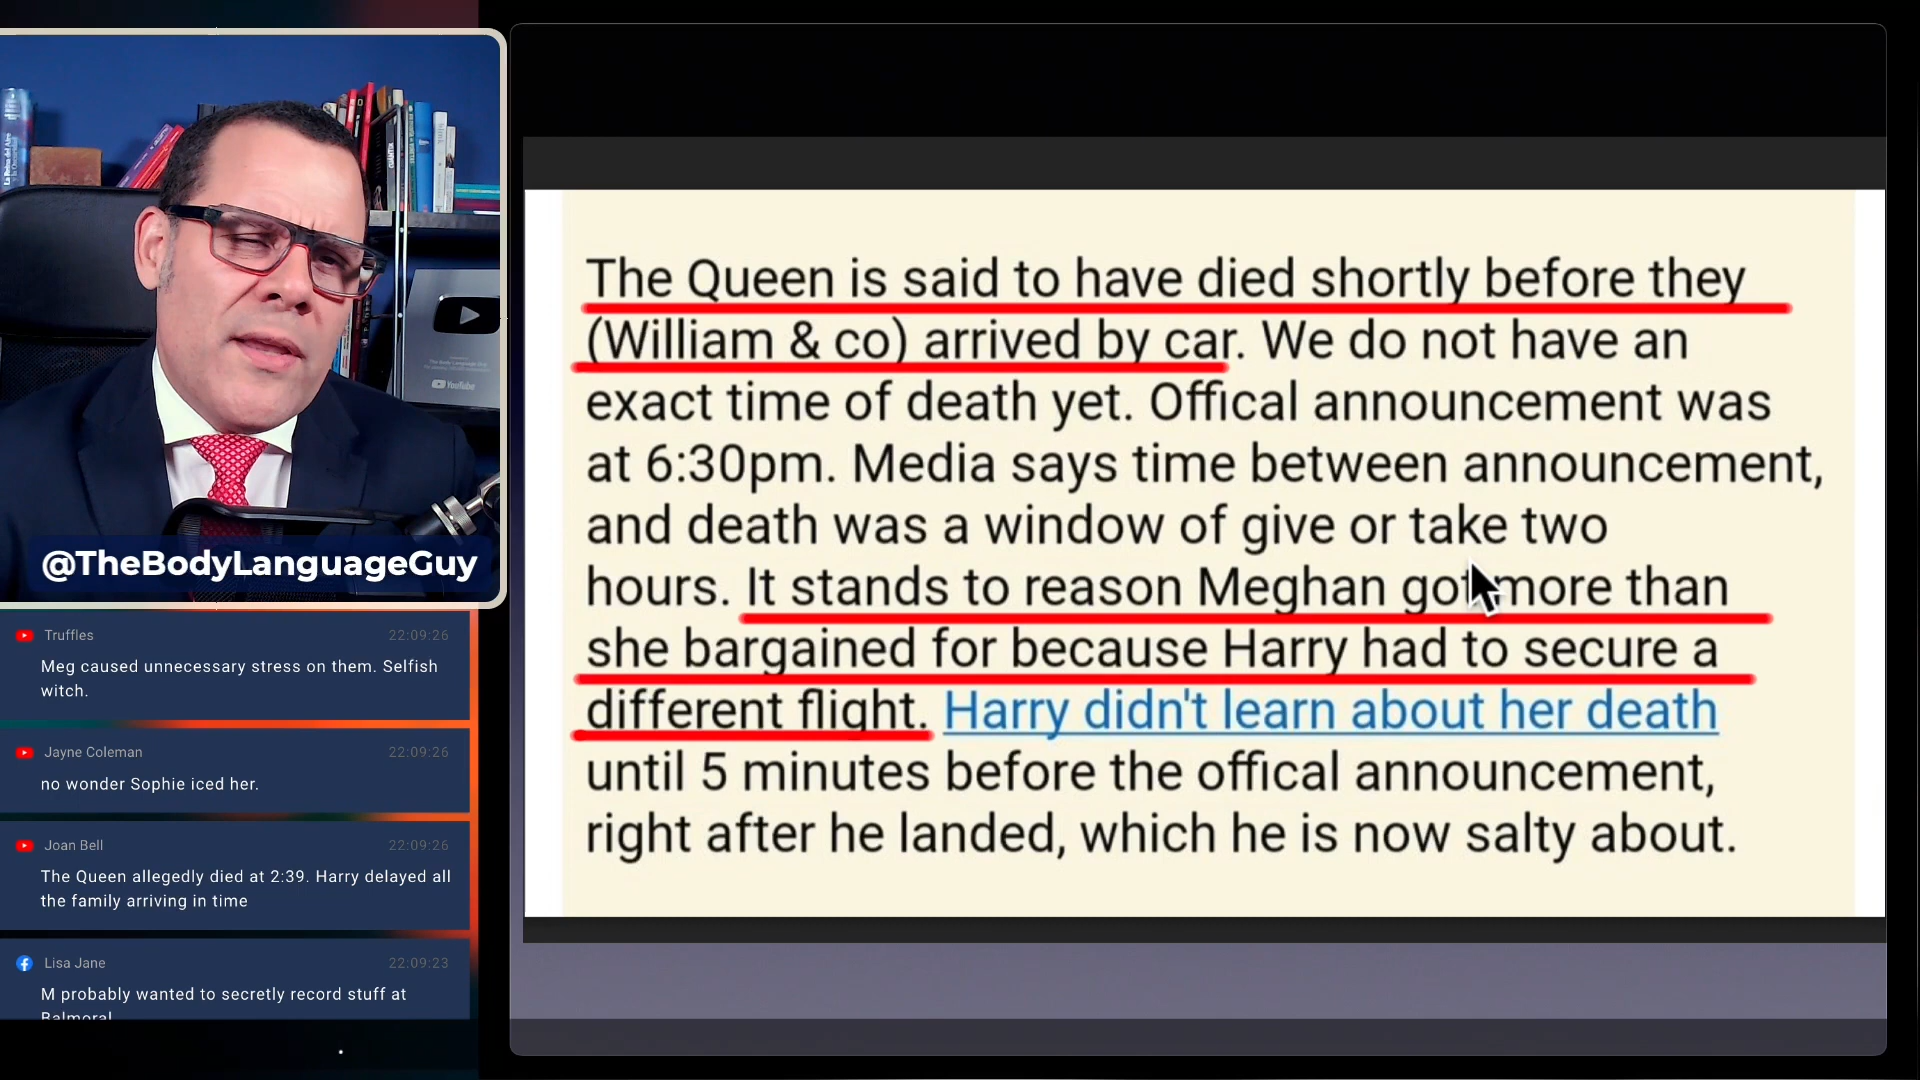 @TheBodyLanguageGuy
YouTube
Truffles 22:09:26
Meg caused unnecessary stress on them. Selfish
witch.
Jayne Coleman 22:09:26
no wonder Sophie iced her.
Joan Bell 22:09:26
The Queen allegedly died at 2:39. Harry delayed all
the family arriving in time
Lisa Jane 22:09:23
M probably wanted to secretly record stuff at
Balmoral
The Queen is said to have died shortly before they
(William & co) arrived by car. We do not have an
exact time of death yet. Offical announcement was
at 6:30pm. Media says time between announcement,
and death was a window of give or take two
hours. It stands to reason Meghan got more than
she bargained for because Harry had to secure a
different flight. Harry didn't learn about her death
until 5 minutes before the offical announcement,
right after he landed, which he is now salty about.